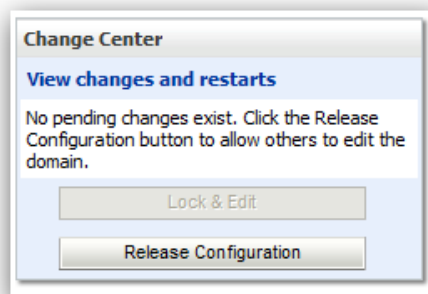 Change Center
View changes and restarts
No pending changes exist. Click the Release
Configuration button to allow others to edit the
domain.
Lock & Edit
Release Configuration